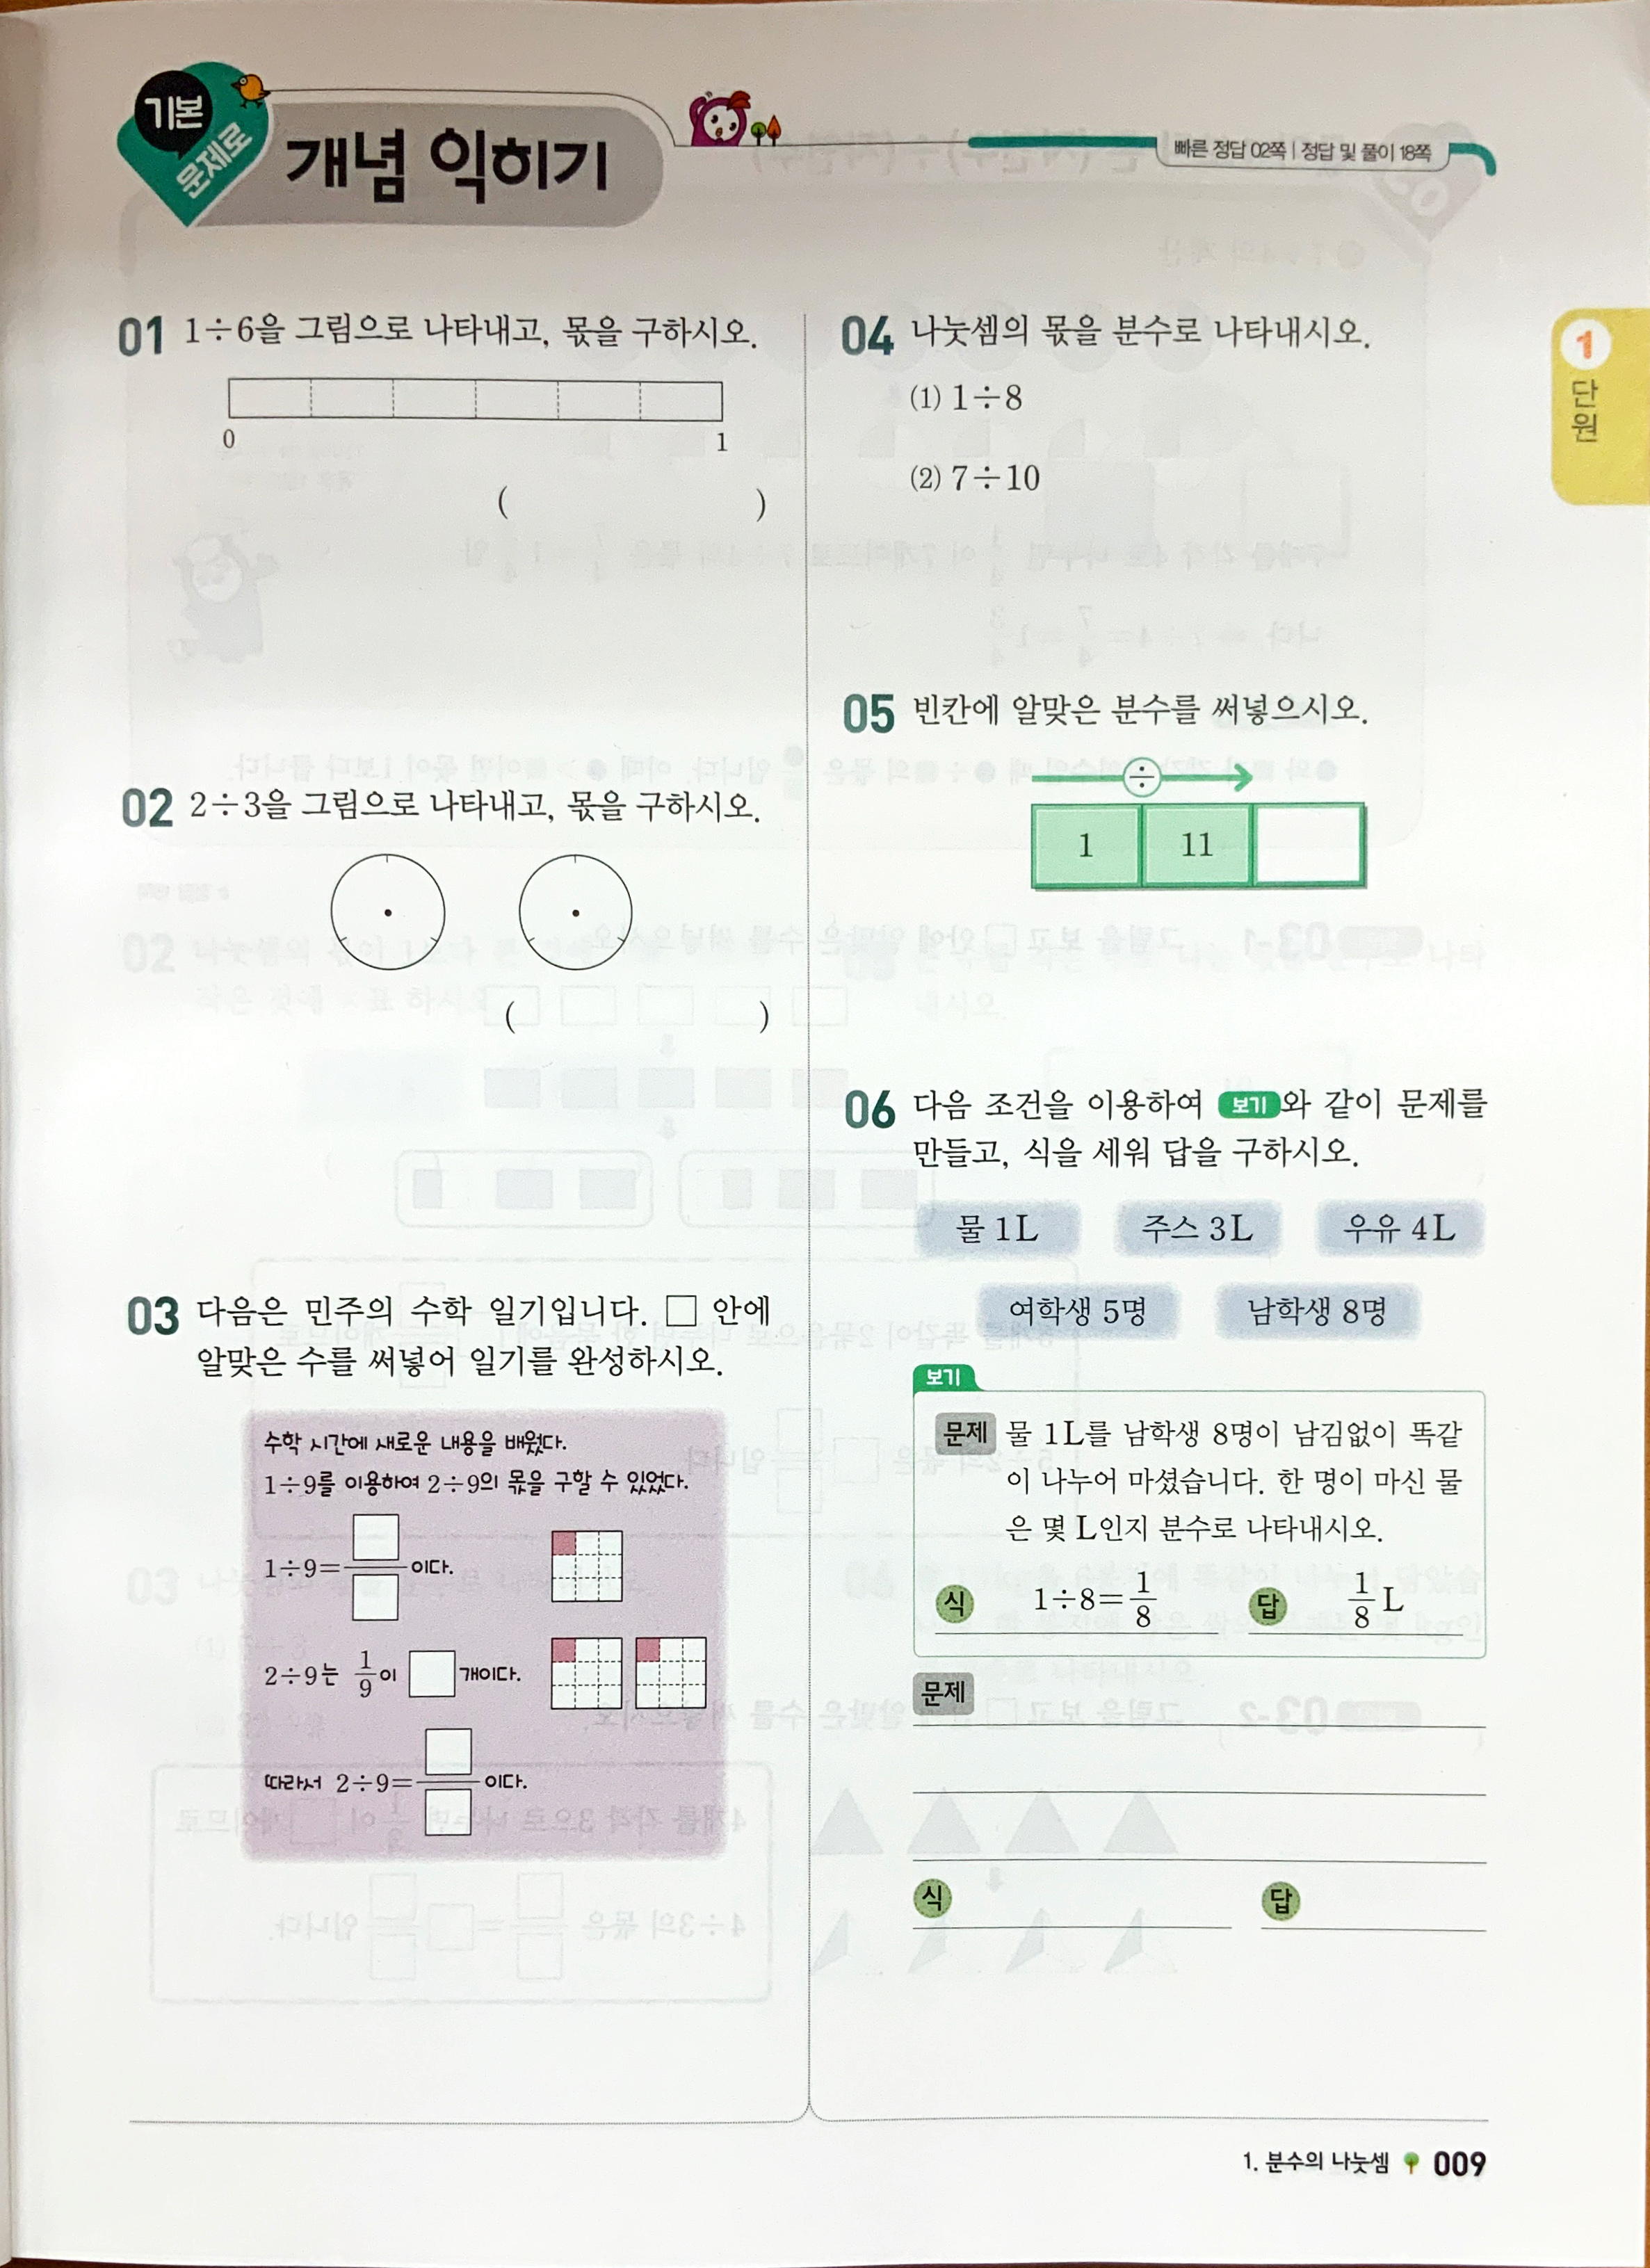 기본
문제로
개념 익히기
빠른 정답 02쪽 | 정답 및 풀이 18쪽
1
단
원
01 1÷6을 그림으로 나타내고, 몫을 구하시오.
0 1
( )
02 2÷3을 그림으로 나타내고, 몫을 구하시오.
( )
03 다음은 민주의 수학 일기입니다. □ 안에
알맞은 수를 써넣어 일기를 완성하시오.
수학 시간에 새로운 내용을 배웠다.
1÷9를 이용하여 2÷9의 몫을 구할 수 있었다.
1÷9=□/□이다.
2÷9는 1/9이 □개이다.
따라서 2÷9=□/□이다.
04 나눗셈의 몫을 분수로 나타내시오.
(1) 1÷8
(2) 7÷10
05 빈칸에 알맞은 분수를 써넣으시오.
÷
1 11
06 다음 조건을 이용하여 보기와 같이 문제를
만들고, 식을 세워 답을 구하시오.
물 1L 주스 3L 우유 4L
여학생 5명 남학생 8명
보기
문제 물 1L를 남학생 8명이 남김없이 똑같
이 나누어 마셨습니다. 한 명이 마신 물
은 몇 L인지 분수로 나타내시오.
식 1÷8=1/8 답 1/8 L
문제
식 답
1. 분수의 나눗셈 009